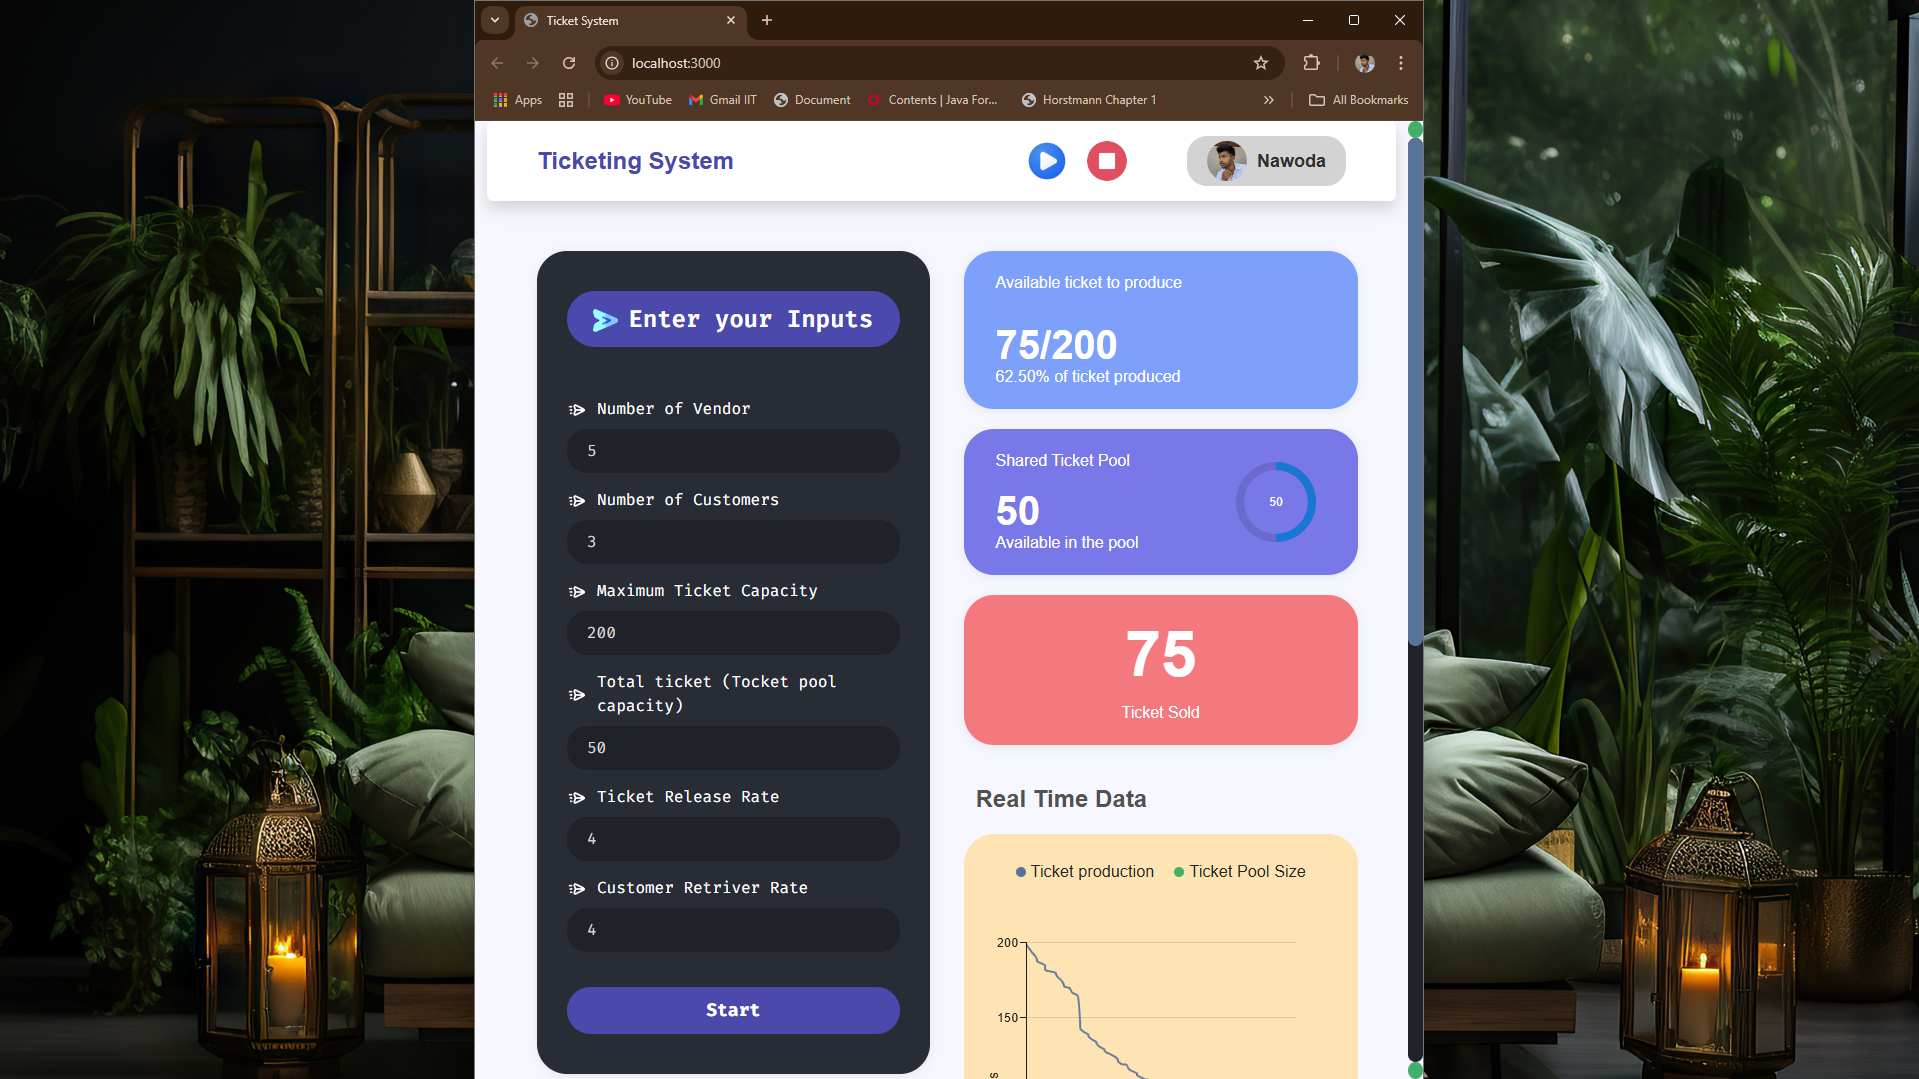 Ticket System
localhost:3000
Apps
YouTube
Gmail IIT
Document
Contents | Java For...
Horstmann Chapter 1
All Bookmarks
Ticketing System
Nawoda
Enter your Inputs
Number of Vendor
5
Number of Customers
3
Maximum Ticket Capacity
200
Total ticket (Tocket pool
capacity)
50
Ticket Release Rate
4
Customer Retriver Rate
4
Start
Available ticket to produce
75/200
62.50% of ticket produced
Shared Ticket Pool
50
Available in the pool
50
75
Ticket Sold
Real Time Data
Ticket production
Ticket Pool Size
200
150